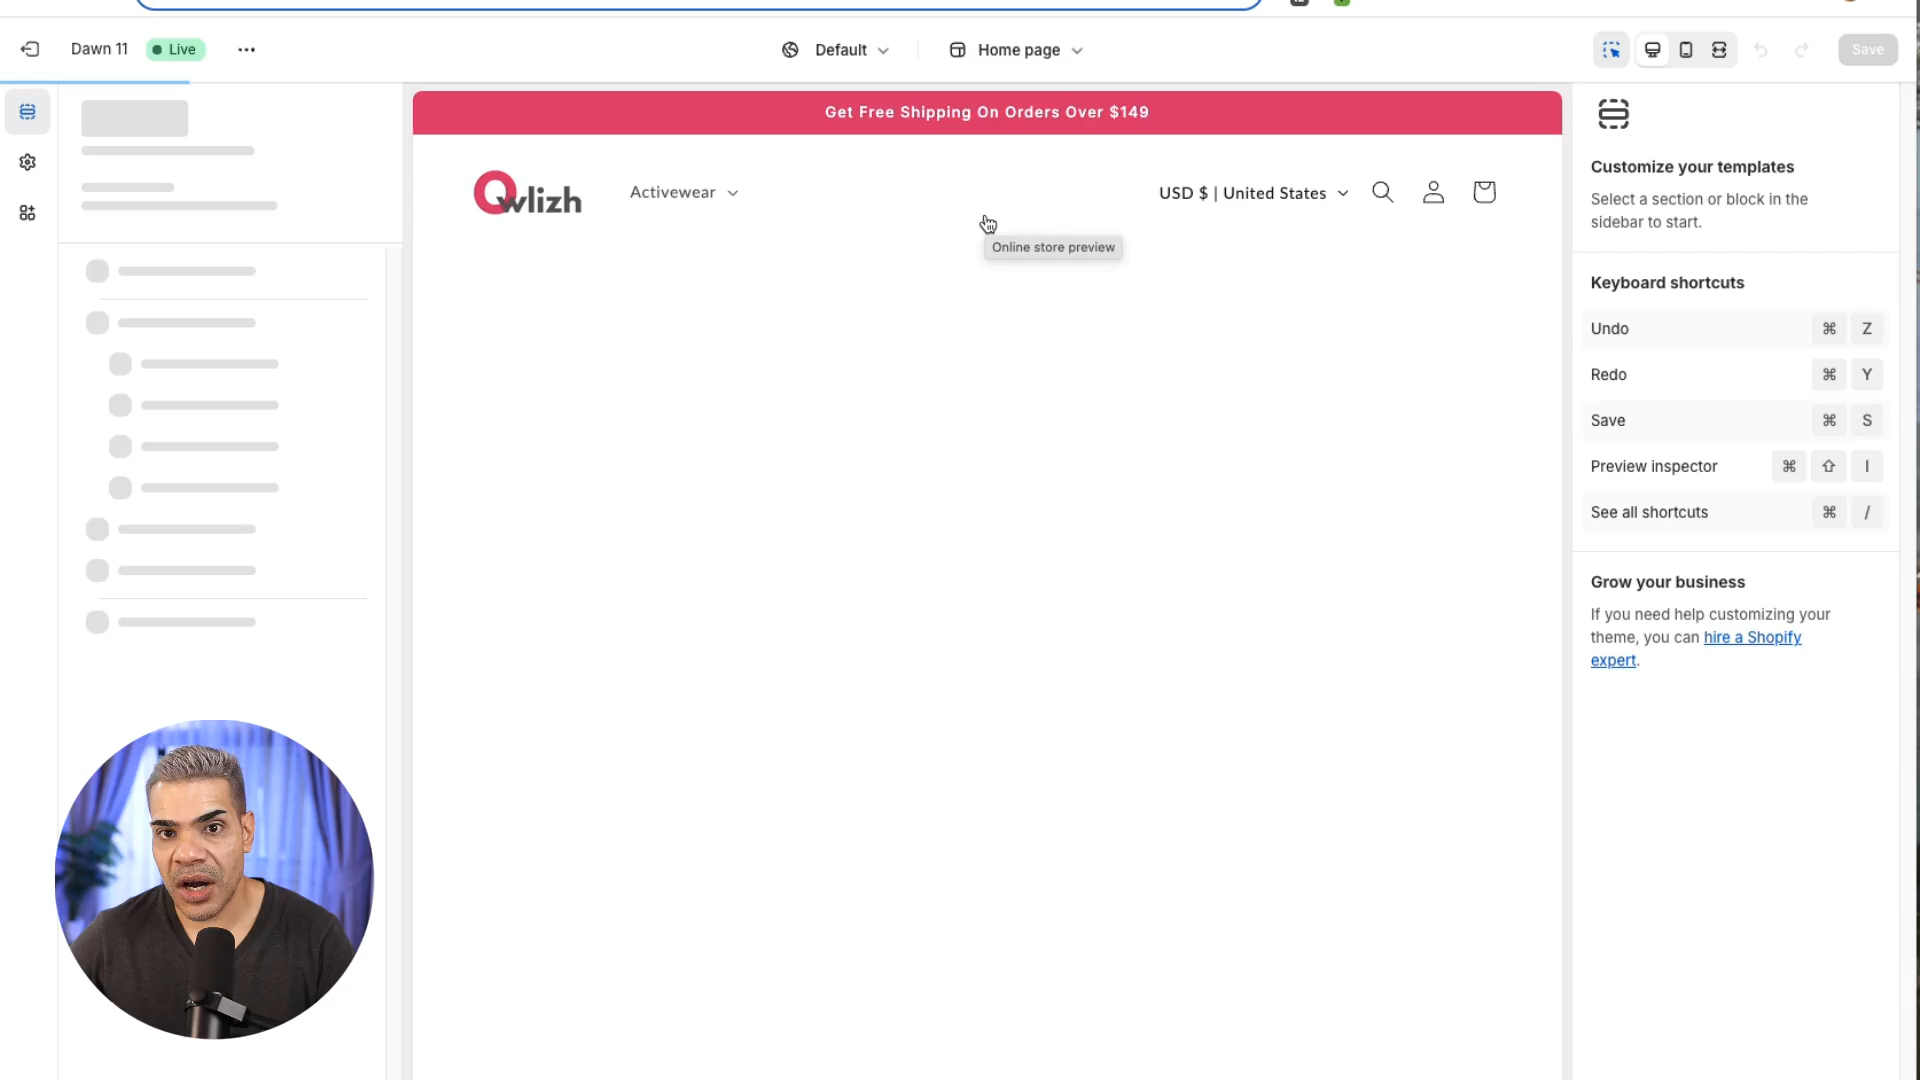 Dawn 11
Live
Default
Home page
Save
Get Free Shipping On Orders Over $149
Qwlizh
Activewear
USD $ | United States
Online store preview
Customize your templates
Select a section or block in the
sidebar to start.
Keyboard shortcuts
Undo ⌘ Z
Redo ⌘ Y
Save ⌘ S
Preview inspector ⌘ ⇧ I
See all shortcuts ⌘ /
Grow your business
If you need help customizing your
theme, you can hire a Shopify
expert.